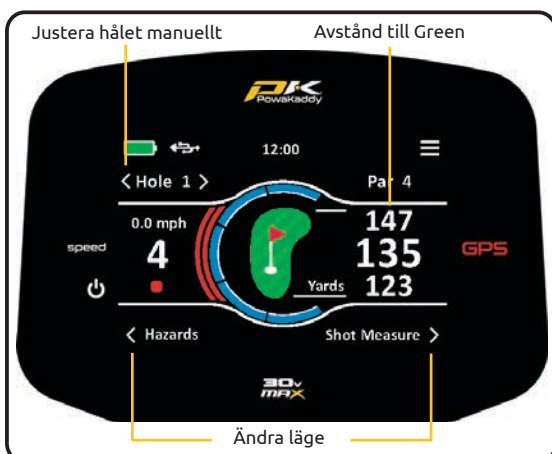 Justera hålet manuellt Avstånd till Green
PK
PowaKaddy
12:00
< Hole 1 > Par 4
0.0 mph 147
speed 4 135 GPS
Yards 123
< Hazards Shot Measure >
30v
MAX
Ändra läge